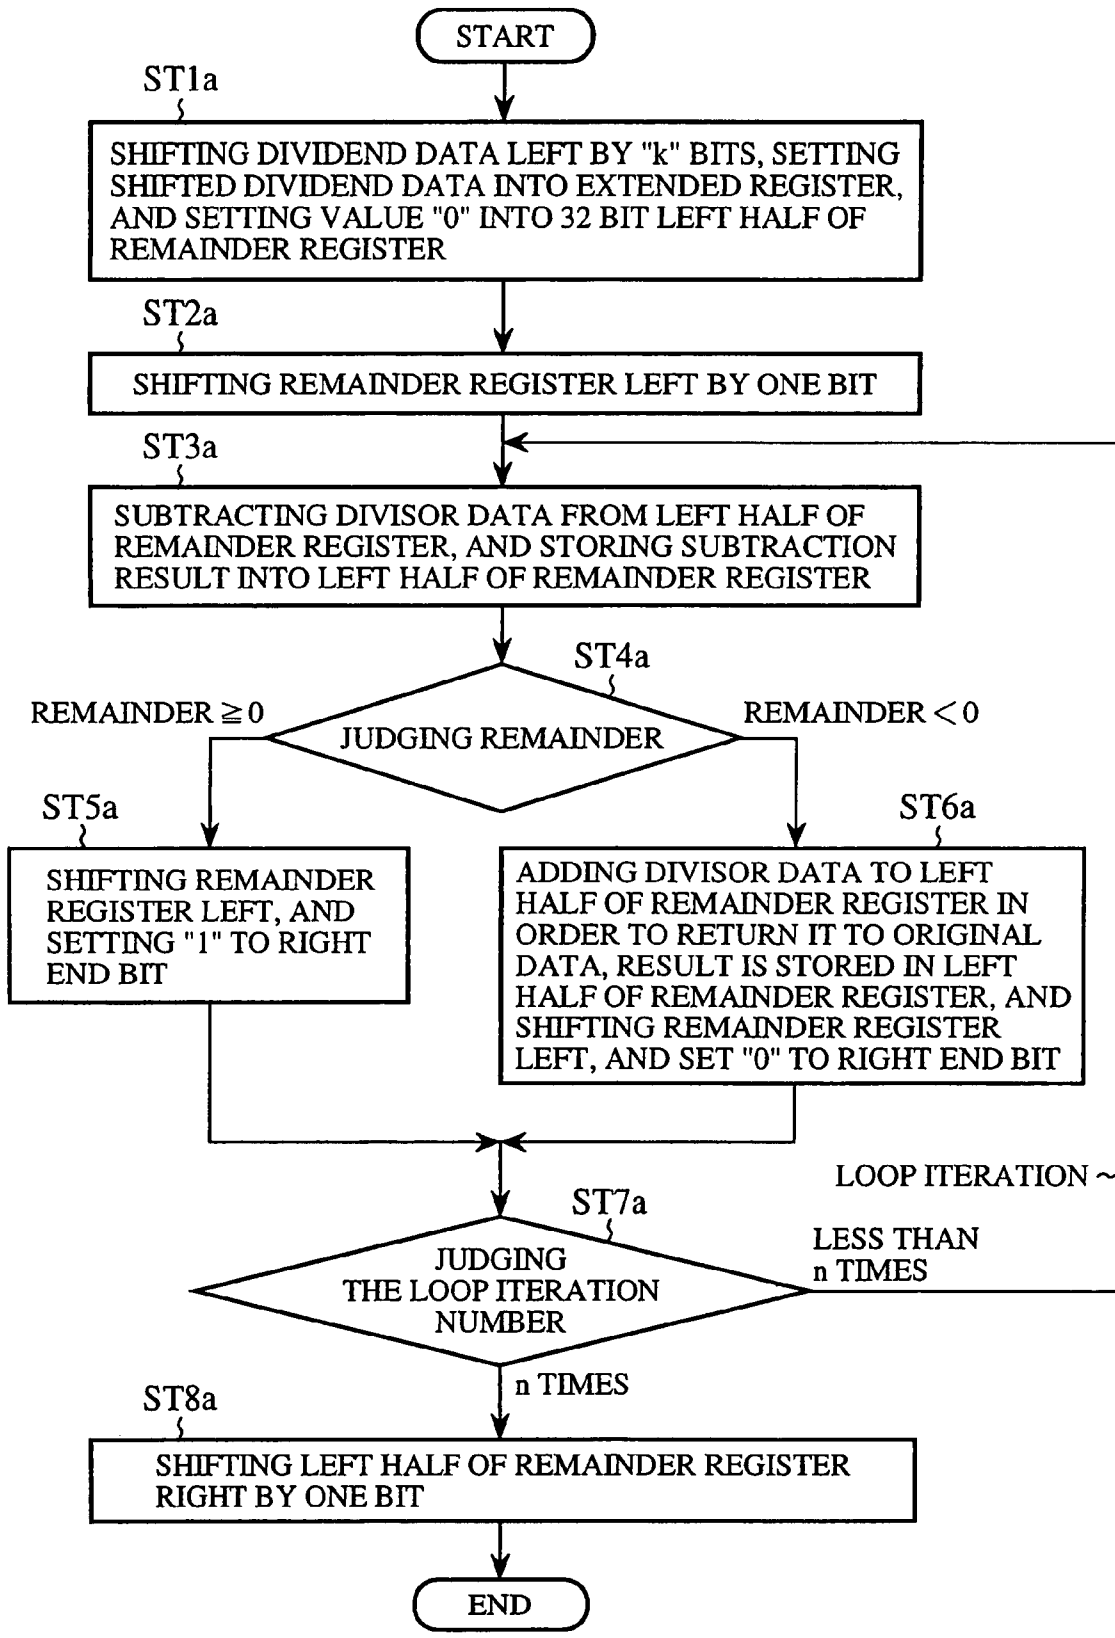 START
ST1a
SHIFTING DIVIDEND DATA LEFT BY "k" BITS, SETTING
SHIFTED DIVIDEND DATA INTO EXTENDED REGISTER,
AND SETTING VALUE "0" INTO 32 BIT LEFT HALF OF
REMAINDER REGISTER
ST2a
SHIFTING REMAINDER REGISTER LEFT BY ONE BIT
ST3a
SUBTRACTING DIVISOR DATA FROM LEFT HALF OF
REMAINDER REGISTER, AND STORING SUBTRACTION
RESULT INTO LEFT HALF OF REMAINDER REGISTER
ST4a
REMAINDER ≧ 0
REMAINDER < 0
JUDGING REMAINDER
ST5a
SHIFTING REMAINDER
REGISTER LEFT, AND
SETTING "1" TO RIGHT
END BIT
ST6a
ADDING DIVISOR DATA TO LEFT
HALF OF REMAINDER REGISTER IN
ORDER TO RETURN IT TO ORIGINAL
DATA, RESULT IS STORED IN LEFT
HALF OF REMAINDER REGISTER, AND
SHIFTING REMAINDER REGISTER
LEFT, AND SET "0" TO RIGHT END BIT
LOOP ITERATION ~
ST7a
JUDGING
THE LOOP ITERATION
NUMBER
LESS THAN
n TIMES
n TIMES
ST8a
SHIFTING LEFT HALF OF REMAINDER REGISTER
RIGHT BY ONE BIT
END